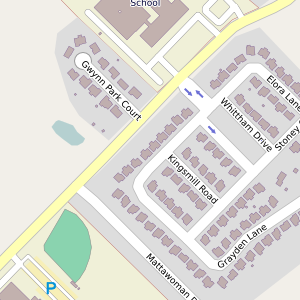 School
Gwynn Park Court
Elora Lane
Whittham Drive
Stoney
Kingsmill Road
Grayden Lane
Mattawoman D
P